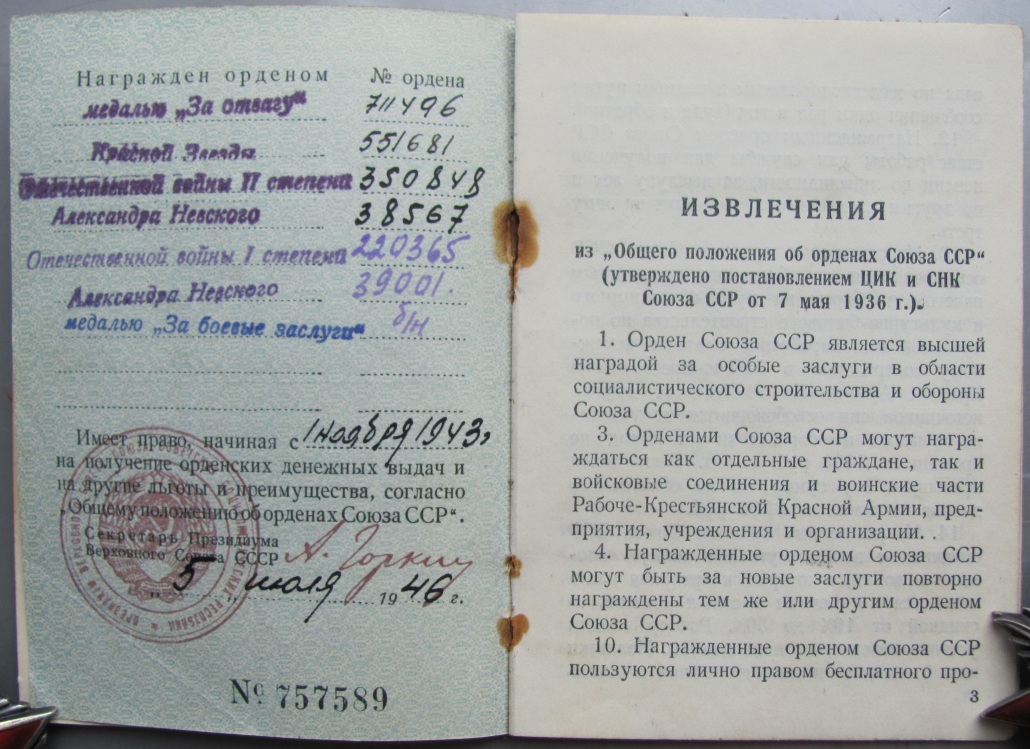 Награжден орденом № ордена
медалью „За отвагу“ 711496
Красной Звезды 551681
Отечественной войны II степени 350848
Александра Невского 38567
Отечественной войны I степени 220365
Александра Невского 39001.
медалью „За боевые заслуги“ б/н
Имеет право, начиная с 1 ноября 1943г
на получение орденских денежных выдач и
на другие льготы и преимущества, согласно
„Общему положению об орденах Союза ССР“.
Секретарь Президиума
Верховного Совета СССР А. Горкин
„5 июля 1946 г.
№ 757589
ИЗВЛЕЧЕНИЯ
из „Общего положения об орденах Союза ССР“
(утверждено постановлением ЦИК и СНК
Союза ССР от 7 мая 1936 г.).
1. Орден Союза ССР является высшей
наградой за особые заслуги в области
социалистического строительства и обороны
Союза ССР.
3. Орденами Союза ССР могут награ-
ждаться как отдельные граждане, так и
войсковые соединения и воинские части
Рабоче-Крестьянской Красной Армии, пред-
приятия, учреждения и организации.
4. Награжденные орденом Союза ССР
могут быть за новые заслуги повторно
награждены тем же или другим орденом
Союза ССР.
10. Награжденные орденом Союза ССР
пользуются лично правом бесплатного про-
3